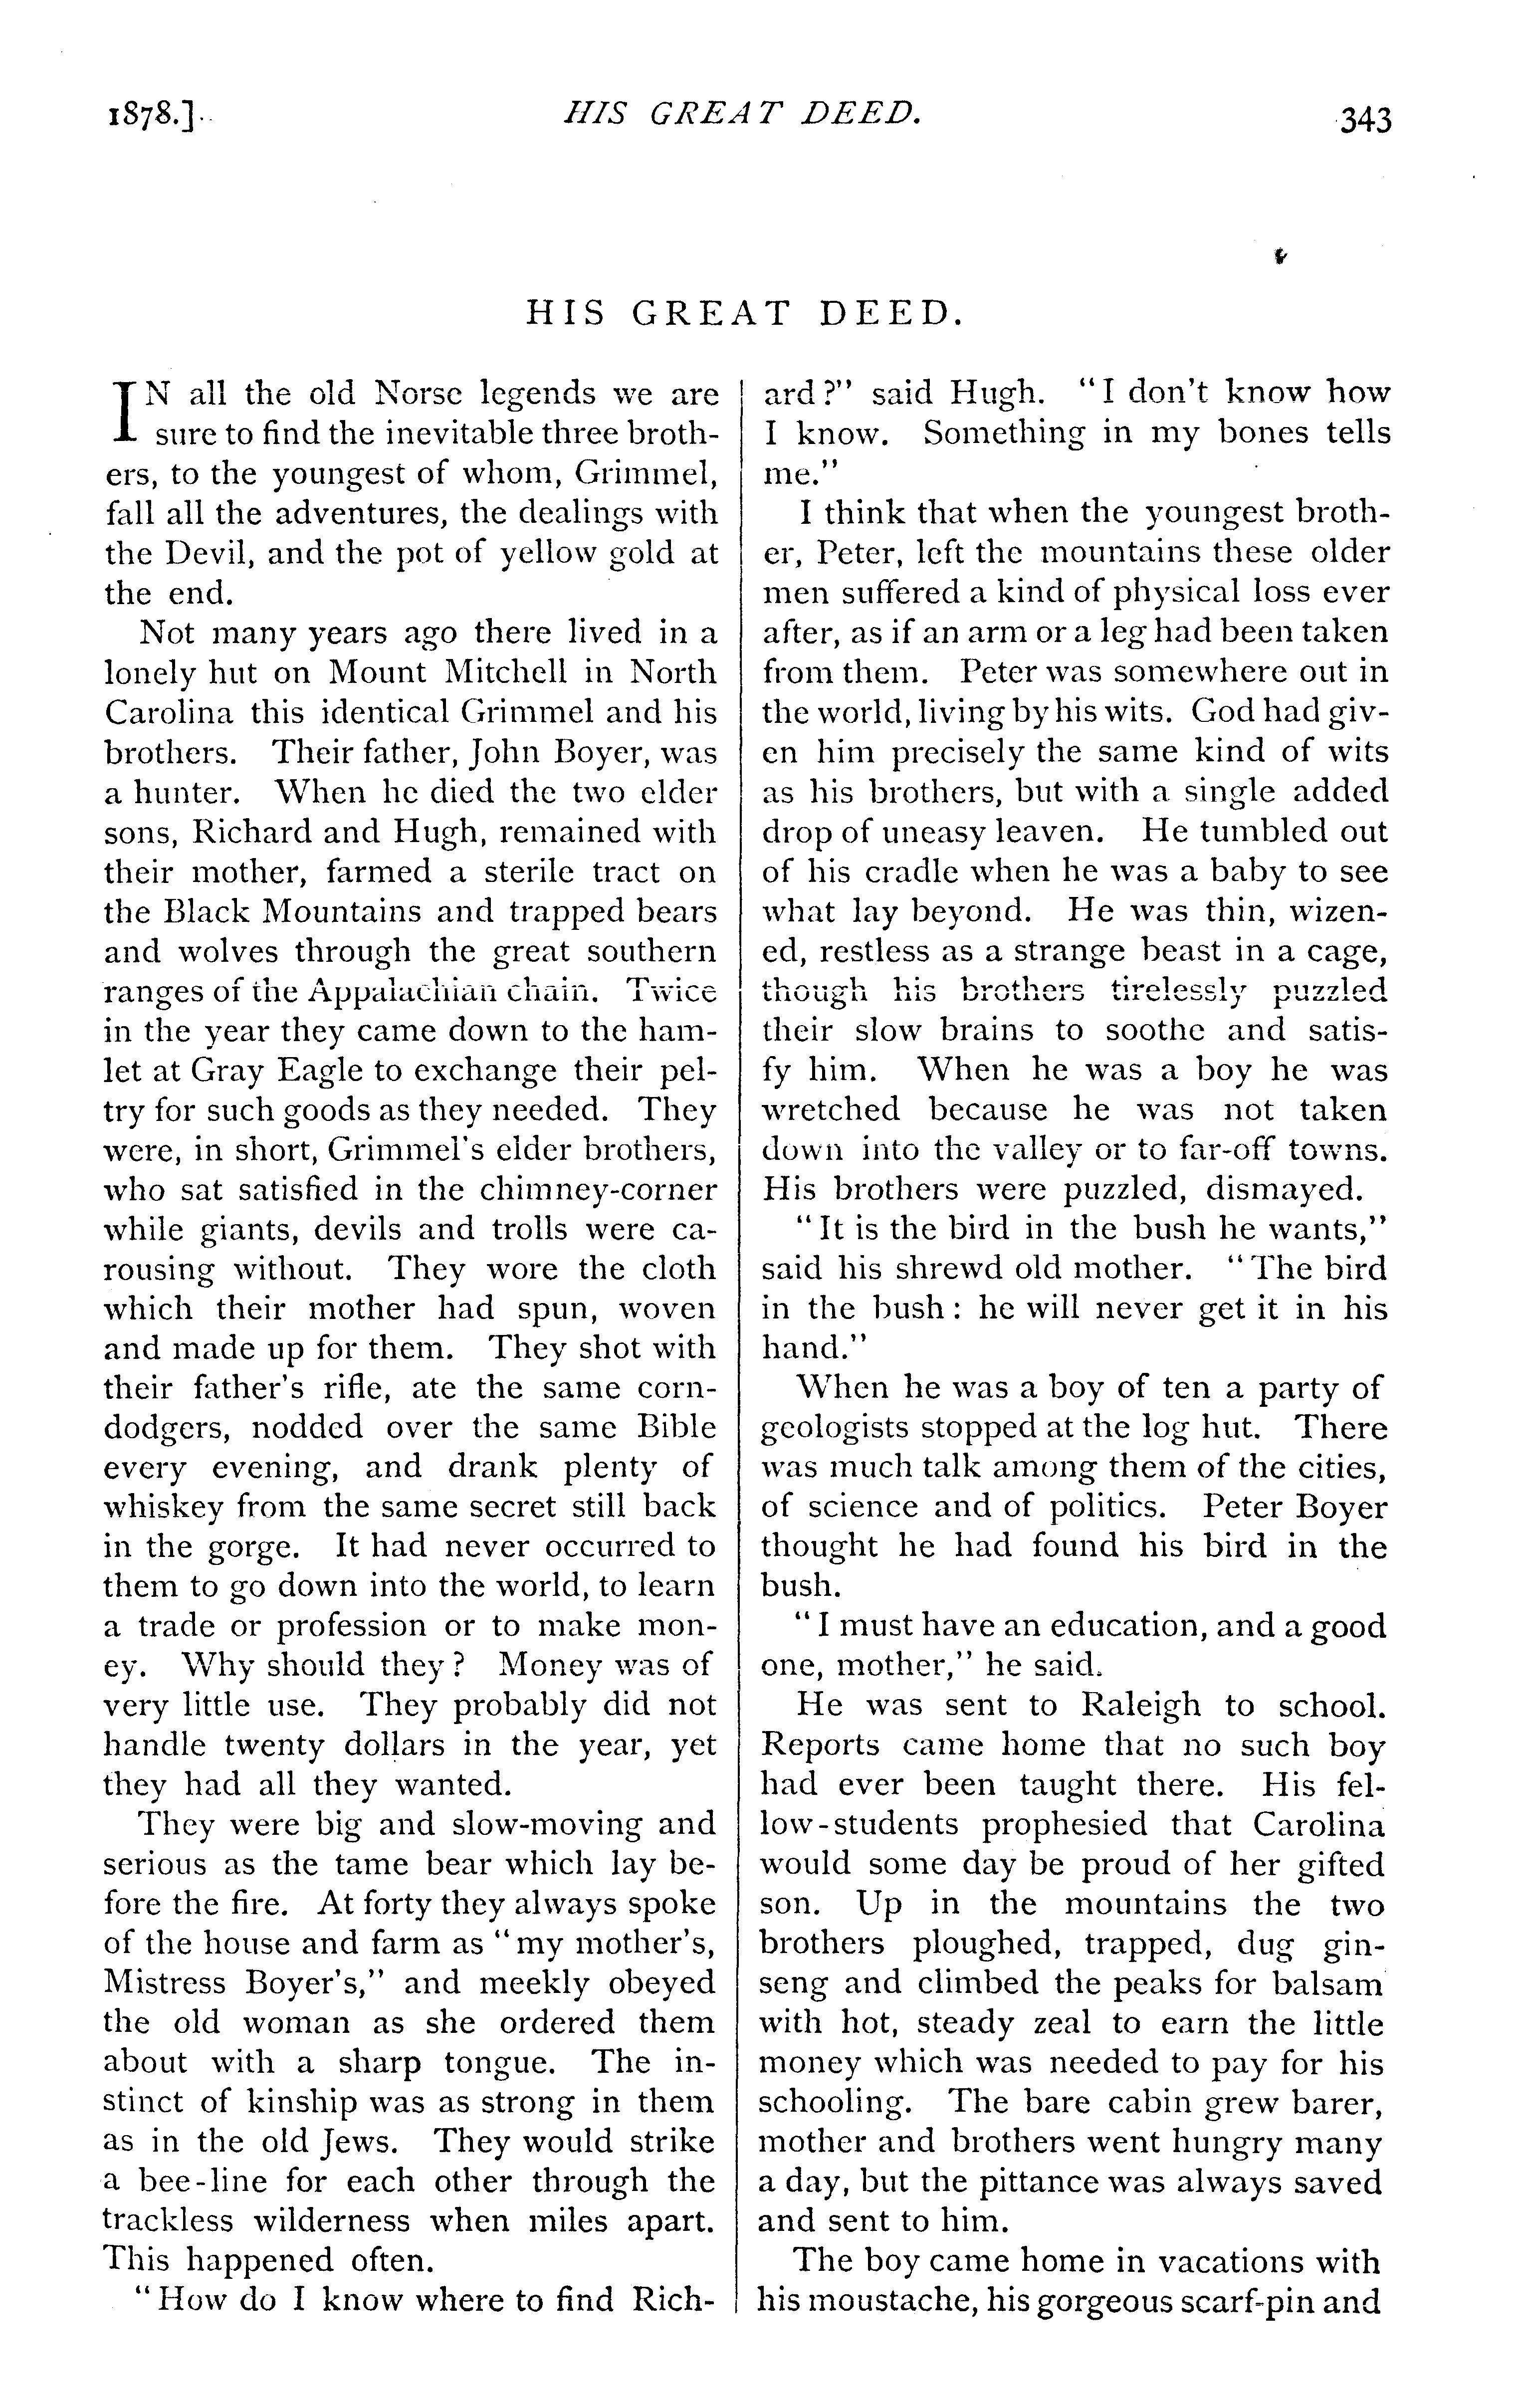 1878.]
HIS GREAT DEED.
343
HIS GREAT DEED.
IN all the old Norse legends we are
sure to find the inevitable three broth-
ers, to the youngest of whom, Grimmel,
fall all the adventures, the dealings with
the Devil, and the pot of yellow gold at
the end.
Not many years ago there lived in a
lonely hut on Mount Mitchell in North
Carolina this identical Grimmel and his
brothers. Their father, John Boyer, was
a hunter. When he died the two elder
sons, Richard and Hugh, remained with
their mother, farmed a sterile tract on
the Black Mountains and trapped bears
and wolves through the great southern
ranges of the Appalachian chain. Twice
in the year they came down to the ham-
let at Gray Eagle to exchange their pel-
try for such goods as they needed. They
were, in short, Grimmel's elder brothers,
who sat satisfied in the chimney-corner
while giants, devils and trolls were ca-
rousing without. They wore the cloth
which their mother had spun, woven
and made up for them. They shot with
their father's rifle, ate the same corn-
dodgers, nodded over the same Bible
every evening, and drank plenty of
whiskey from the same secret still back
in the gorge. It had never occurred to
them to go down into the world, to learn
a trade or profession or to make mon-
ey. Why should they? Money was of
very little use. They probably did not
handle twenty dollars in the year, yet
they had all they wanted.
They were big and slow-moving and
serious as the tame bear which lay be-
fore the fire. At forty they always spoke
of the house and farm as "my mother's,
Mistress Boyer's," and meekly obeyed
the old woman as she ordered them
about with a sharp tongue. The in-
stinct of kinship was as strong in them
as in the old Jews. They would strike
a bee-line for each other through the
trackless wilderness when miles apart.
This happened often.
"How do I know where to find Rich-
ard?" said Hugh. "I don't know how
I know. Something in my bones tells
me."
I think that when the youngest broth-
er, Peter, left the mountains these older
men suffered a kind of physical loss ever
after, as if an arm or a leg had been taken
from them. Peter was somewhere out in
the world, living by his wits. God had giv-
en him precisely the same kind of wits
as his brothers, but with a single added
drop of uneasy leaven. He tumbled out
of his cradle when he was a baby to see
what lay beyond. He was thin, wizen-
ed, restless as a strange beast in a cage,
though his brothers tirelessly puzzled
their slow brains to soothe and satis-
fy him. When he was a boy he was
wretched because he was not taken
down into the valley or to far-off towns.
His brothers were puzzled, dismayed.
"It is the bird in the bush he wants,"
said his shrewd old mother. "The bird
in the bush: he will never get it in his
hand."
When he was a boy of ten a party of
geologists stopped at the log hut. There
was much talk among them of the cities,
of science and of politics. Peter Boyer
thought he had found his bird in the
bush.
"I must have an education, and a good
one, mother," he said.
He was sent to Raleigh to school.
Reports came home that no such boy
had ever been taught there. His fel-
low-students prophesied that Carolina
would some day be proud of her gifted
son. Up in the mountains the two
brothers ploughed, trapped, dug gin-
seng and climbed the peaks for balsam
with hot, steady zeal to earn the little
money which was needed to pay for his
schooling. The bare cabin grew barer,
mother and brothers went hungry many
a day, but the pittance was always saved
and sent to him.
The boy came home in vacations with
his moustache, his gorgeous scarf-pin and